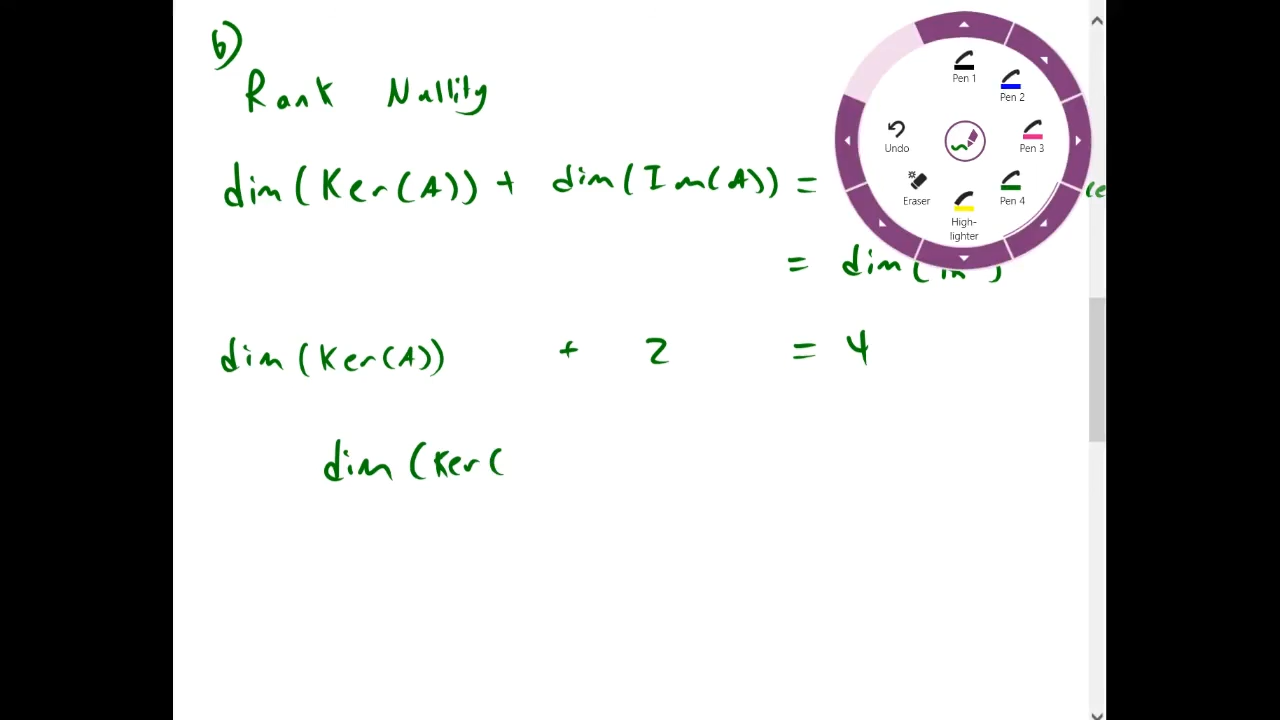 b)
Rank Nullity
Pen 1
Pen 2
Undo
Pen 3
Eraser
Pen 4
High-
lighter
dim(Ker(A)) + dim(Im(A)) =
= dim(
dim(Ker(A)) + 2 = 4
dim(Ker(